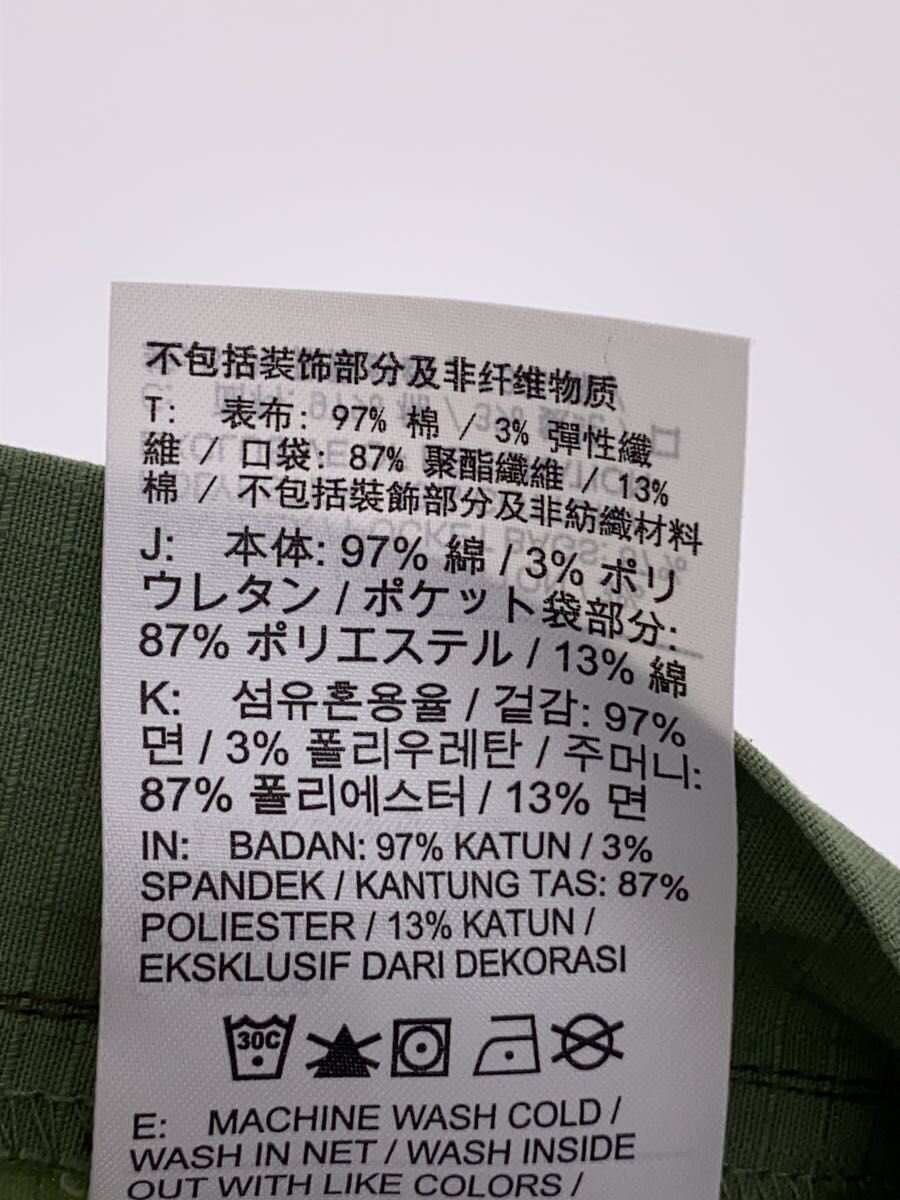 不包括装饰部分及非纤维物质
T: 表布: 97% 棉 / 3% 彈性纖
維 / 口袋: 87% 聚酯纖維 / 13%
棉 / 不包括裝飾部分及非紡織材料
J: 本体: 97% 綿 / 3% ポリ
ウレタン / ポケット袋部分:
87% ポリエステル / 13% 綿
K: 섬유혼용율 / 겉감: 97%
면 / 3% 폴리우레탄 / 주머니:
87% 폴리에스터 / 13% 면
IN: BADAN: 97% KATUN / 3%
SPANDEK / KANTUNG TAS: 87%
POLIESTER / 13% KATUN /
EKSKLUSIF DARI DEKORASI
30C
E: MACHINE WASH COLD /
WASH IN NET / WASH INSIDE
OUT WITH LIKE COLORS /